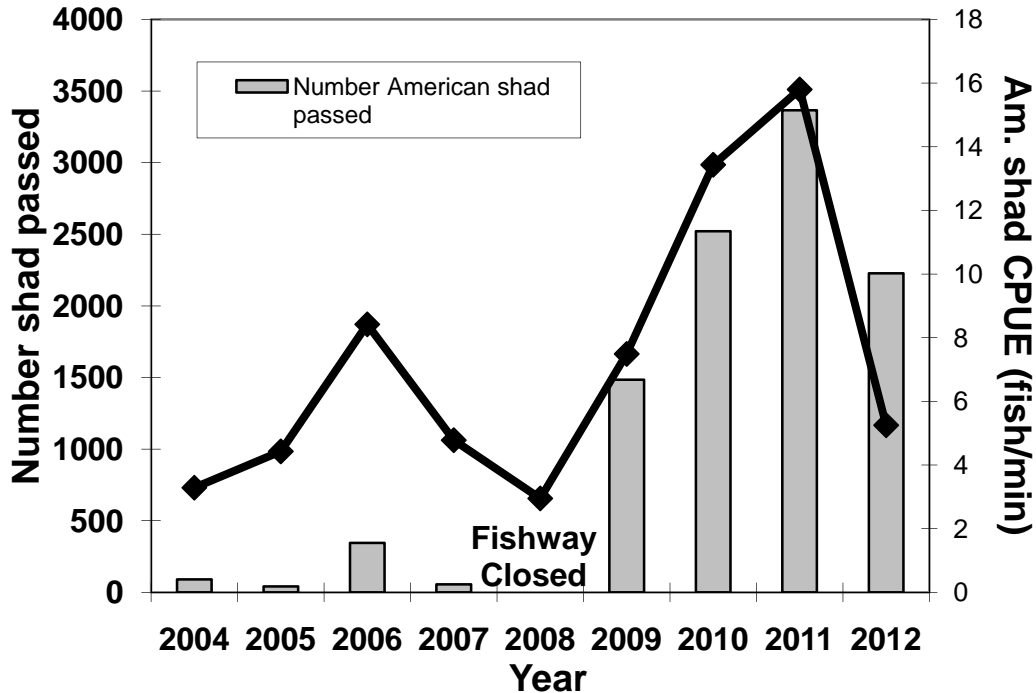 4000
3500
3000
2500
2000
1500
1000
500
0
Number shad passed
Number American shad
passed
Fishway
Closed
18
16
14
12
10
8
6
4
2
0
Am. shad CPUE (fish/min)
2004 2005 2006 2007 2008 2009 2010 2011 2012
Year